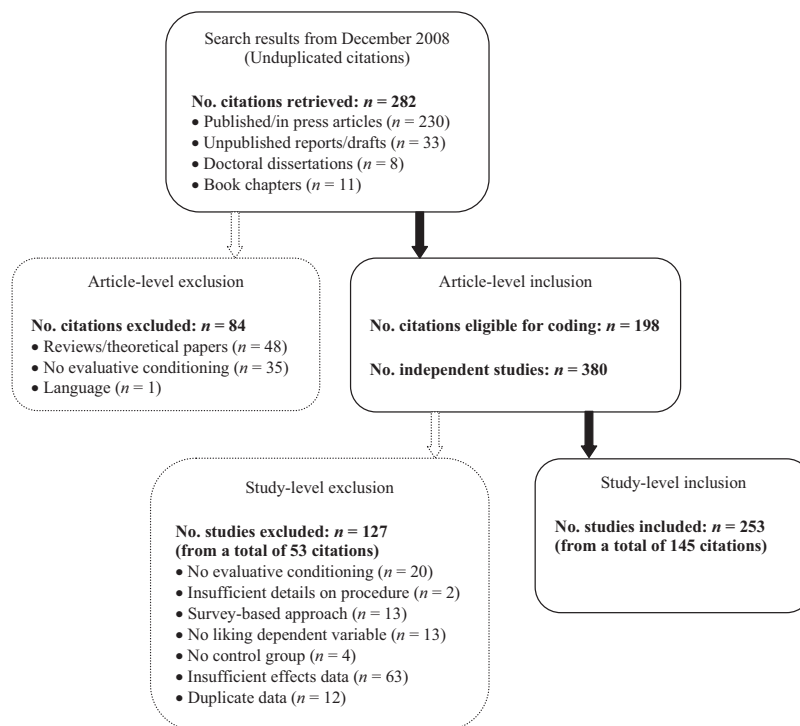 Search results from December 2008
(Unduplicated citations)
No. citations retrieved: n = 282
• Published/in press articles (n = 230)
• Unpublished reports/drafts (n = 33)
• Doctoral dissertations (n = 8)
• Book chapters (n = 11)
Article-level exclusion
No. citations excluded: n = 84
• Reviews/theoretical papers (n = 48)
• No evaluative conditioning (n = 35)
• Language (n = 1)
Article-level inclusion
No. citations eligible for coding: n = 198
No. independent studies: n = 380
Study-level exclusion
No. studies excluded: n = 127
(from a total of 53 citations)
• No evaluative conditioning (n = 20)
• Insufficient details on procedure (n = 2)
• Survey-based approach (n = 13)
• No liking dependent variable (n = 13)
• No control group (n = 4)
• Insufficient effects data (n = 63)
• Duplicate data (n = 12)
Study-level inclusion
No. studies included: n = 253
(from a total of 145 citations)